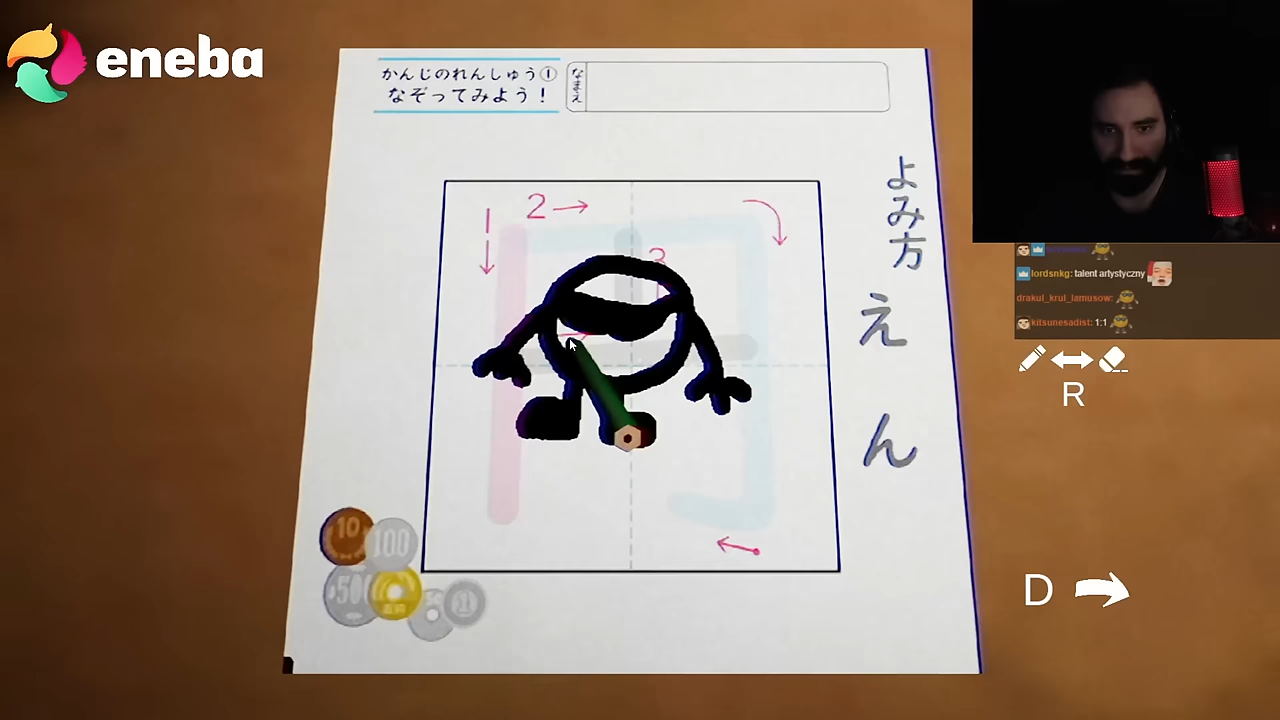 eneba
かんじのれんしゅう①
なぞってみよう！
なまえ
よみ方
えん
1
2
3
10
100
lordsnkg: talent artystyczny
drakul_krul_lamusow:
kitsunesadist: 1:1
R
D